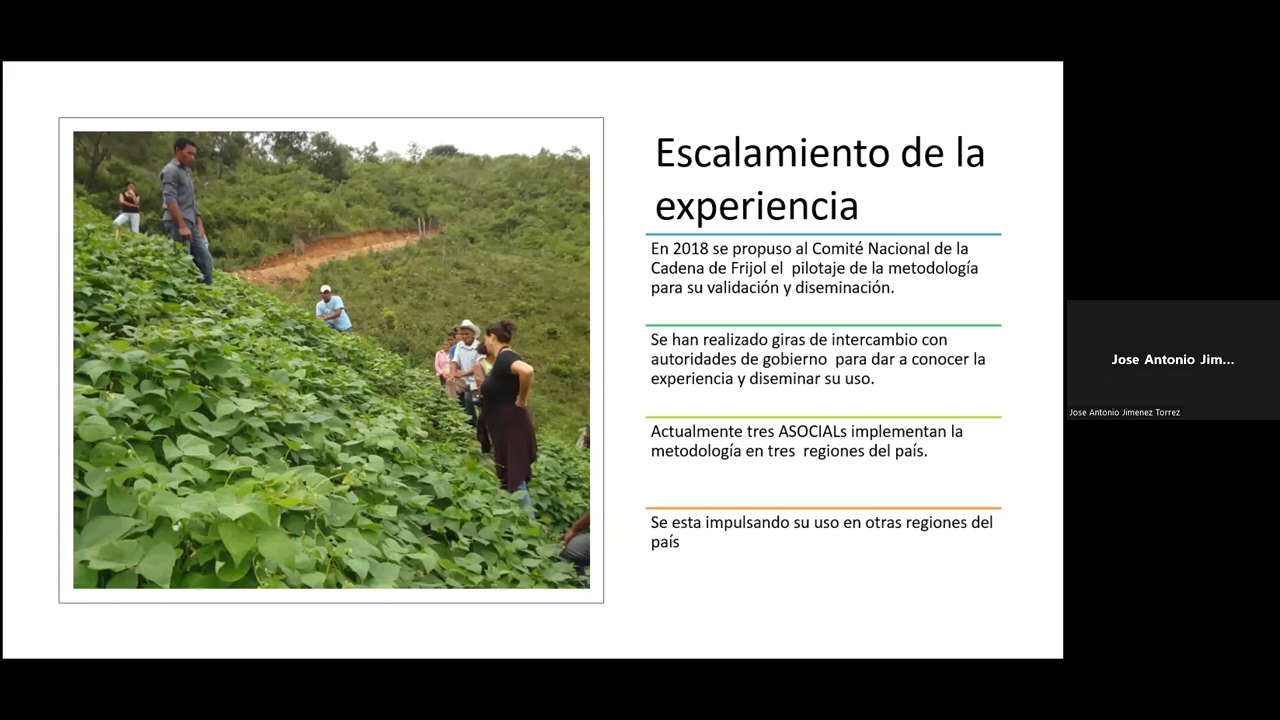 Escalamiento de la
experiencia
En 2018 se propuso al Comité Nacional de la
Cadena de Frijol el  pilotaje de la metodología
para su validación y diseminación.
Se han realizado giras de intercambio con
autoridades de gobierno  para dar a conocer la
experiencia y diseminar su uso.
Actualmente tres ASOCIALs implementan la
metodología en tres  regiones del país.
Se esta impulsando su uso en otras regiones del
país
Jose Antonio Jim...
Jose Antonio Jimenez Torrez